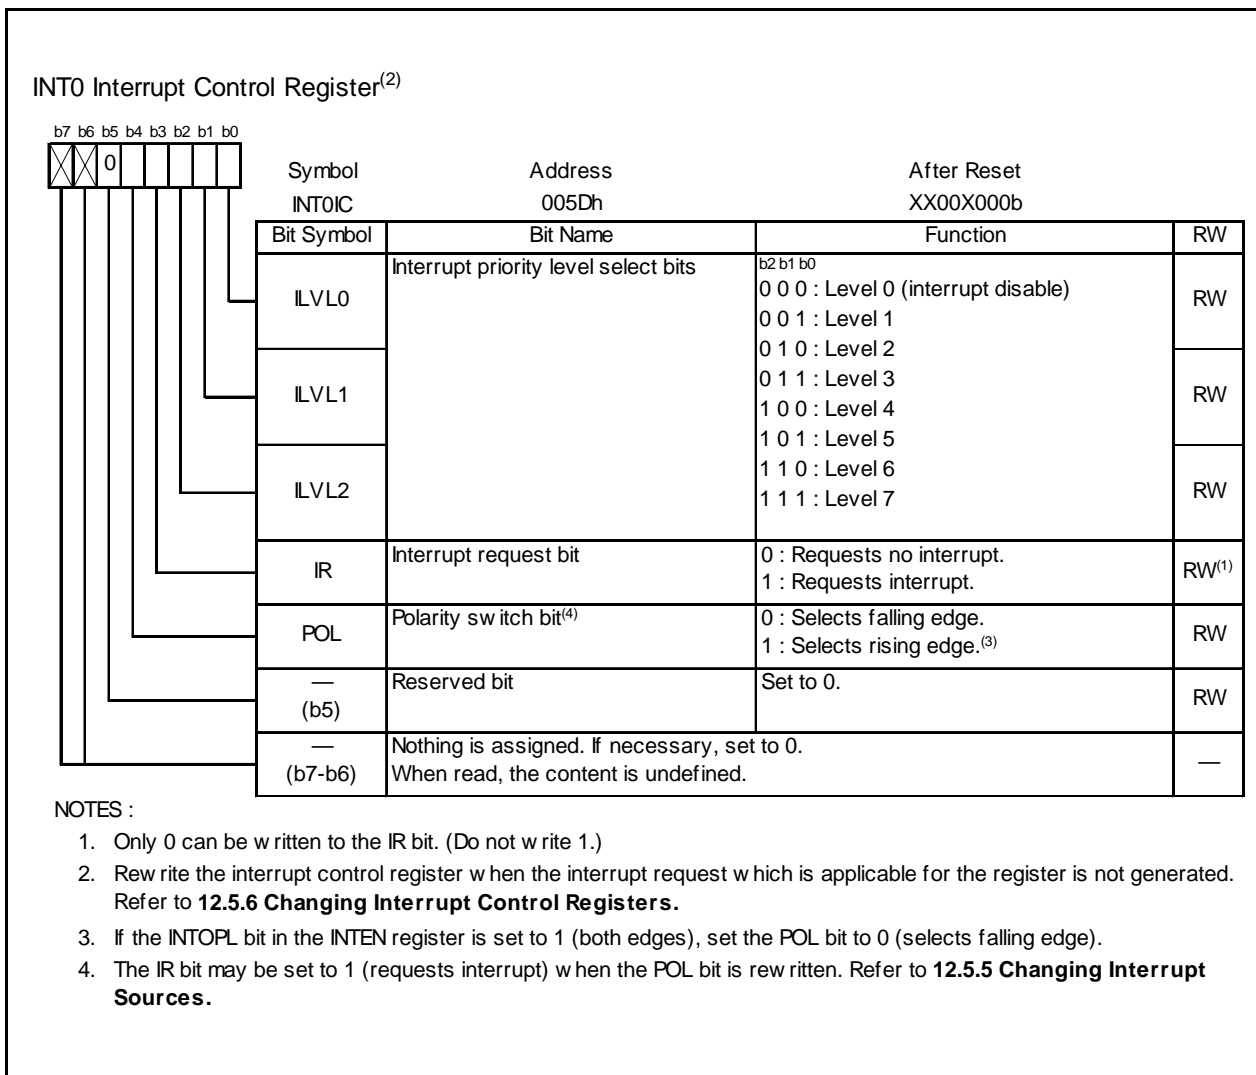 INT0 Interrupt Control Register(2)
b7 b6 b5 b4 b3 b2 b1 b0
0
Symbol Address After Reset
INT0IC 005Dh XX00X000b
Bit Symbol Bit Name Function RW
ILVL0 Interrupt priority level select bits b2 b1 b0 RW
0 0 0 : Level 0 (interrupt disable)
0 0 1 : Level 1
0 1 0 : Level 2
ILVL1 0 1 1 : Level 3 RW
1 0 0 : Level 4
1 0 1 : Level 5
1 1 0 : Level 6
ILVL2 1 1 1 : Level 7 RW
IR Interrupt request bit 0 : Requests no interrupt. RW(1)
1 : Requests interrupt.
POL Polarity switch bit(4) 0 : Selects falling edge. RW
1 : Selects rising edge.(3)
— Reserved bit Set to 0. RW
(b5)
— Nothing is assigned. If necessary, set to 0. —
(b7-b6) When read, the content is undefined.
NOTES :
1. Only 0 can be written to the IR bit. (Do not write 1.)
2. Rewrite the interrupt control register when the interrupt request which is applicable for the register is not generated.
Refer to 12.5.6 Changing Interrupt Control Registers.
3. If the INTOPL bit in the INTEN register is set to 1 (both edges), set the POL bit to 0 (selects falling edge).
4. The IR bit may be set to 1 (requests interrupt) when the POL bit is rewritten. Refer to 12.5.5 Changing Interrupt
Sources.